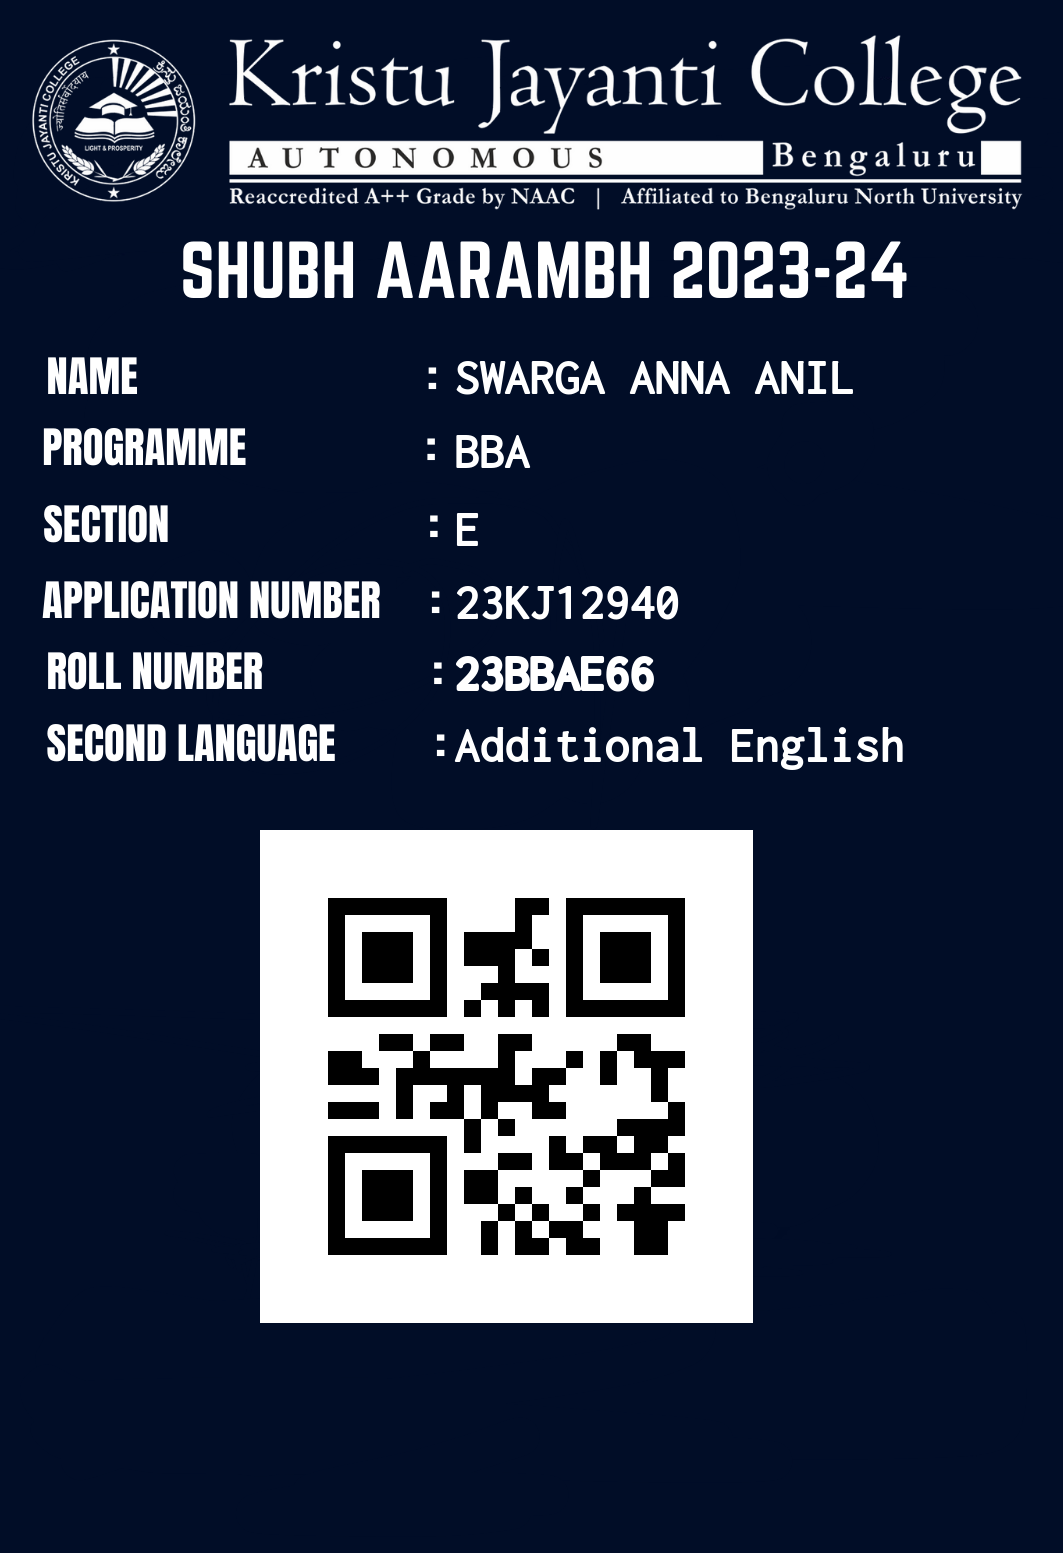 KRISTU JAYANTI COLLEGE
ಕ್ರಿಸ್ತು ಜಯಂತಿ ಕಾಲೇಜು
LIGHT & PROSPERITY
Kristu Jayanti College
AUTONOMOUS Bengaluru
Reaccredited A++ Grade by NAAC | Affiliated to Bengaluru North University
SHUBH AARAMBH 2023-24
NAME : SWARGA ANNA ANIL
PROGRAMME : BBA
SECTION : E
APPLICATION NUMBER : 23KJ12940
ROLL NUMBER : 23BBAE66
SECOND LANGUAGE : Additional English